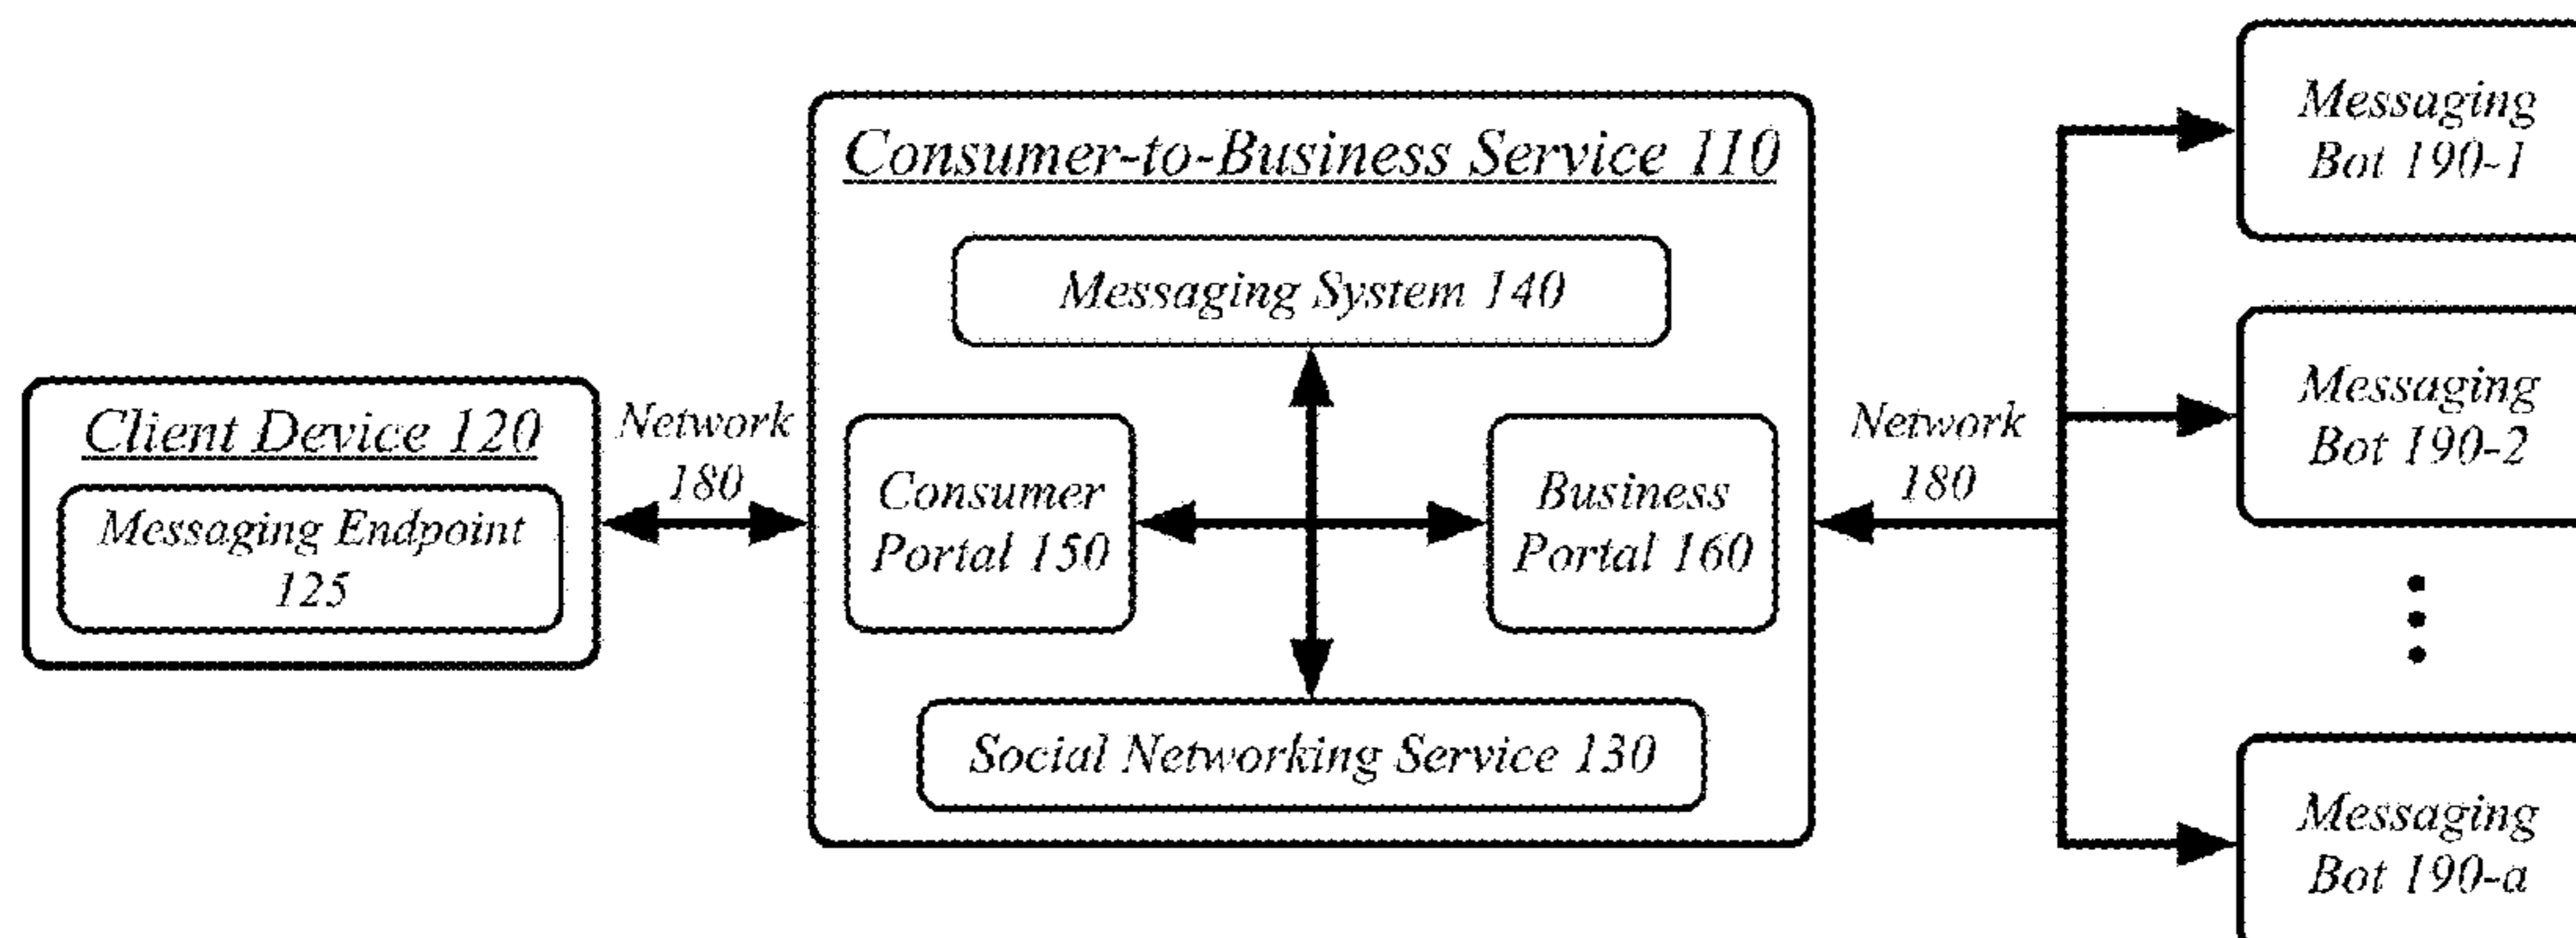 Client Device 120
Messaging Endpoint
125
Network
180
Consumer-to-Business Service 110
Messaging System 140
Consumer
Portal 150
Business
Portal 160
Social Networking Service 130
Network
180
Messaging
Bot 190-1
Messaging
Bot 190-2
Messaging
Bot 190-a